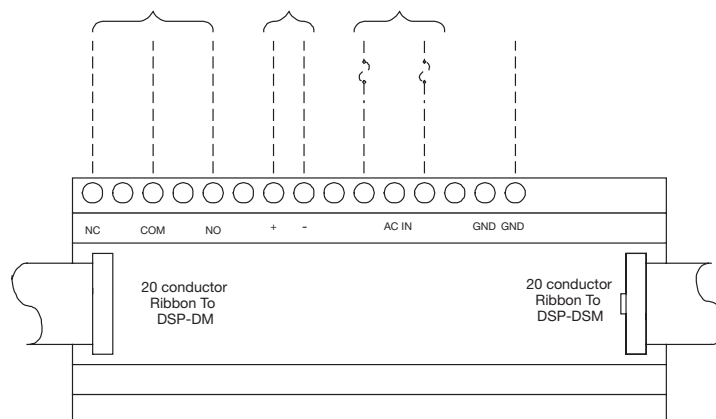 NC COM NO + - AC IN GND GND
20 conductor
Ribbon To
DSP-DM
20 conductor
Ribbon To
DSP-DSM